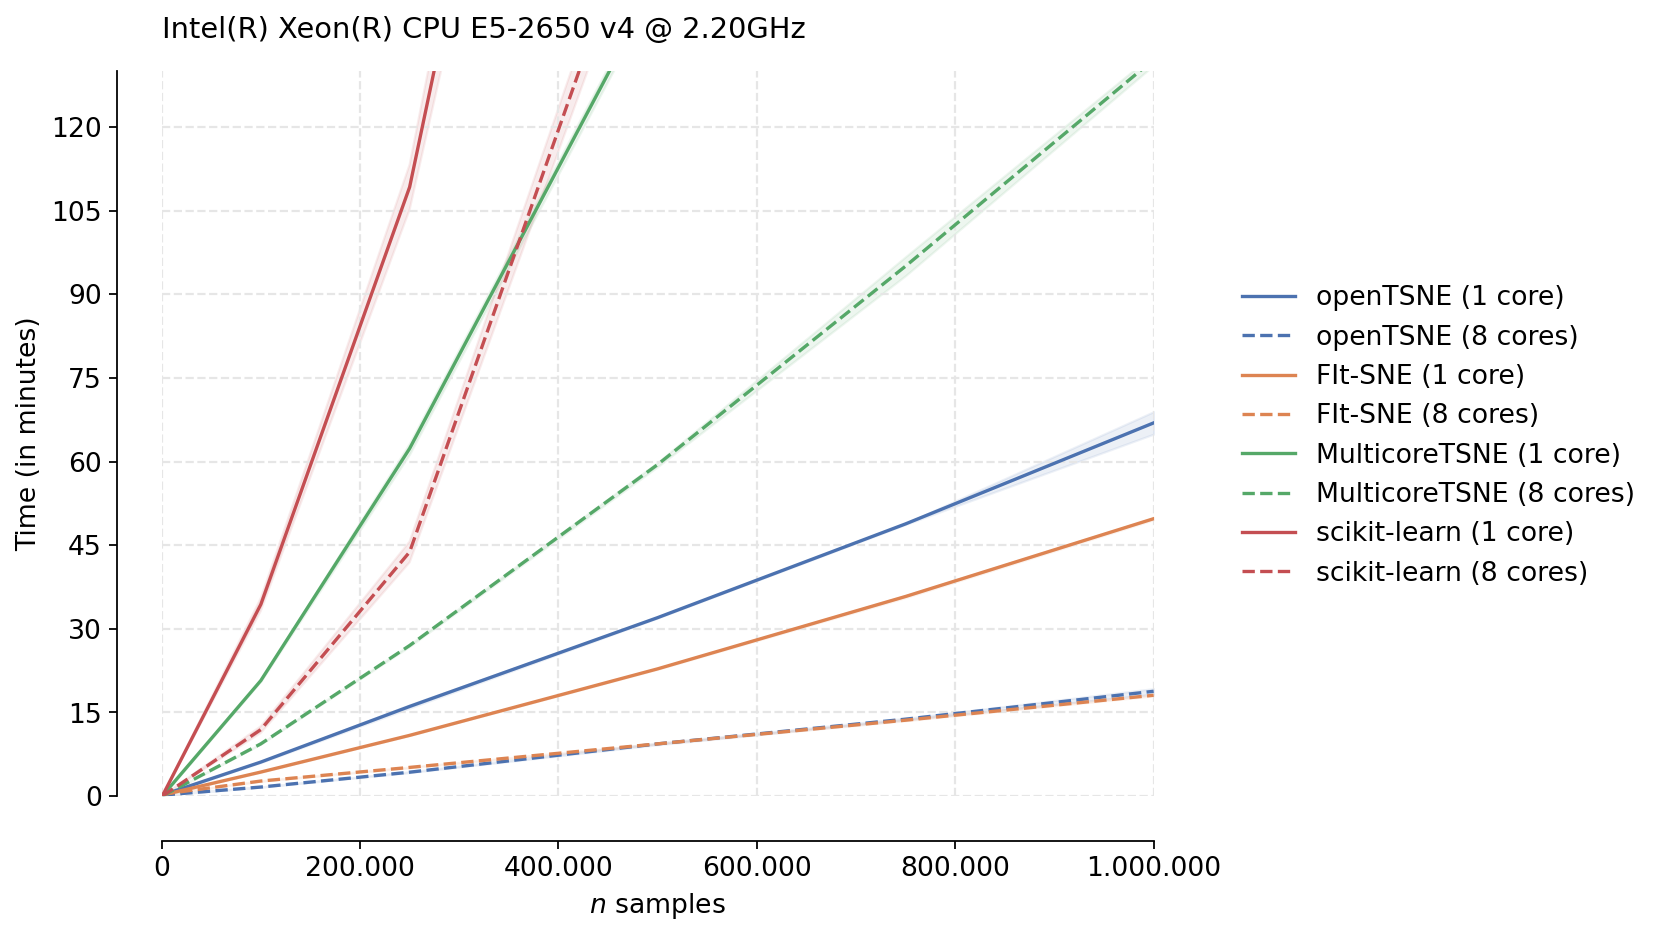 Intel(R) Xeon(R) CPU E5-2650 v4 @ 2.20GHz
Time (in minutes)
120
105
90
75
60
45
30
15
0
0 200.000 400.000 600.000 800.000 1.000.000
n samples
openTSNE (1 core)
openTSNE (8 cores)
FIt-SNE (1 core)
FIt-SNE (8 cores)
MulticoreTSNE (1 core)
MulticoreTSNE (8 cores)
scikit-learn (1 core)
scikit-learn (8 cores)